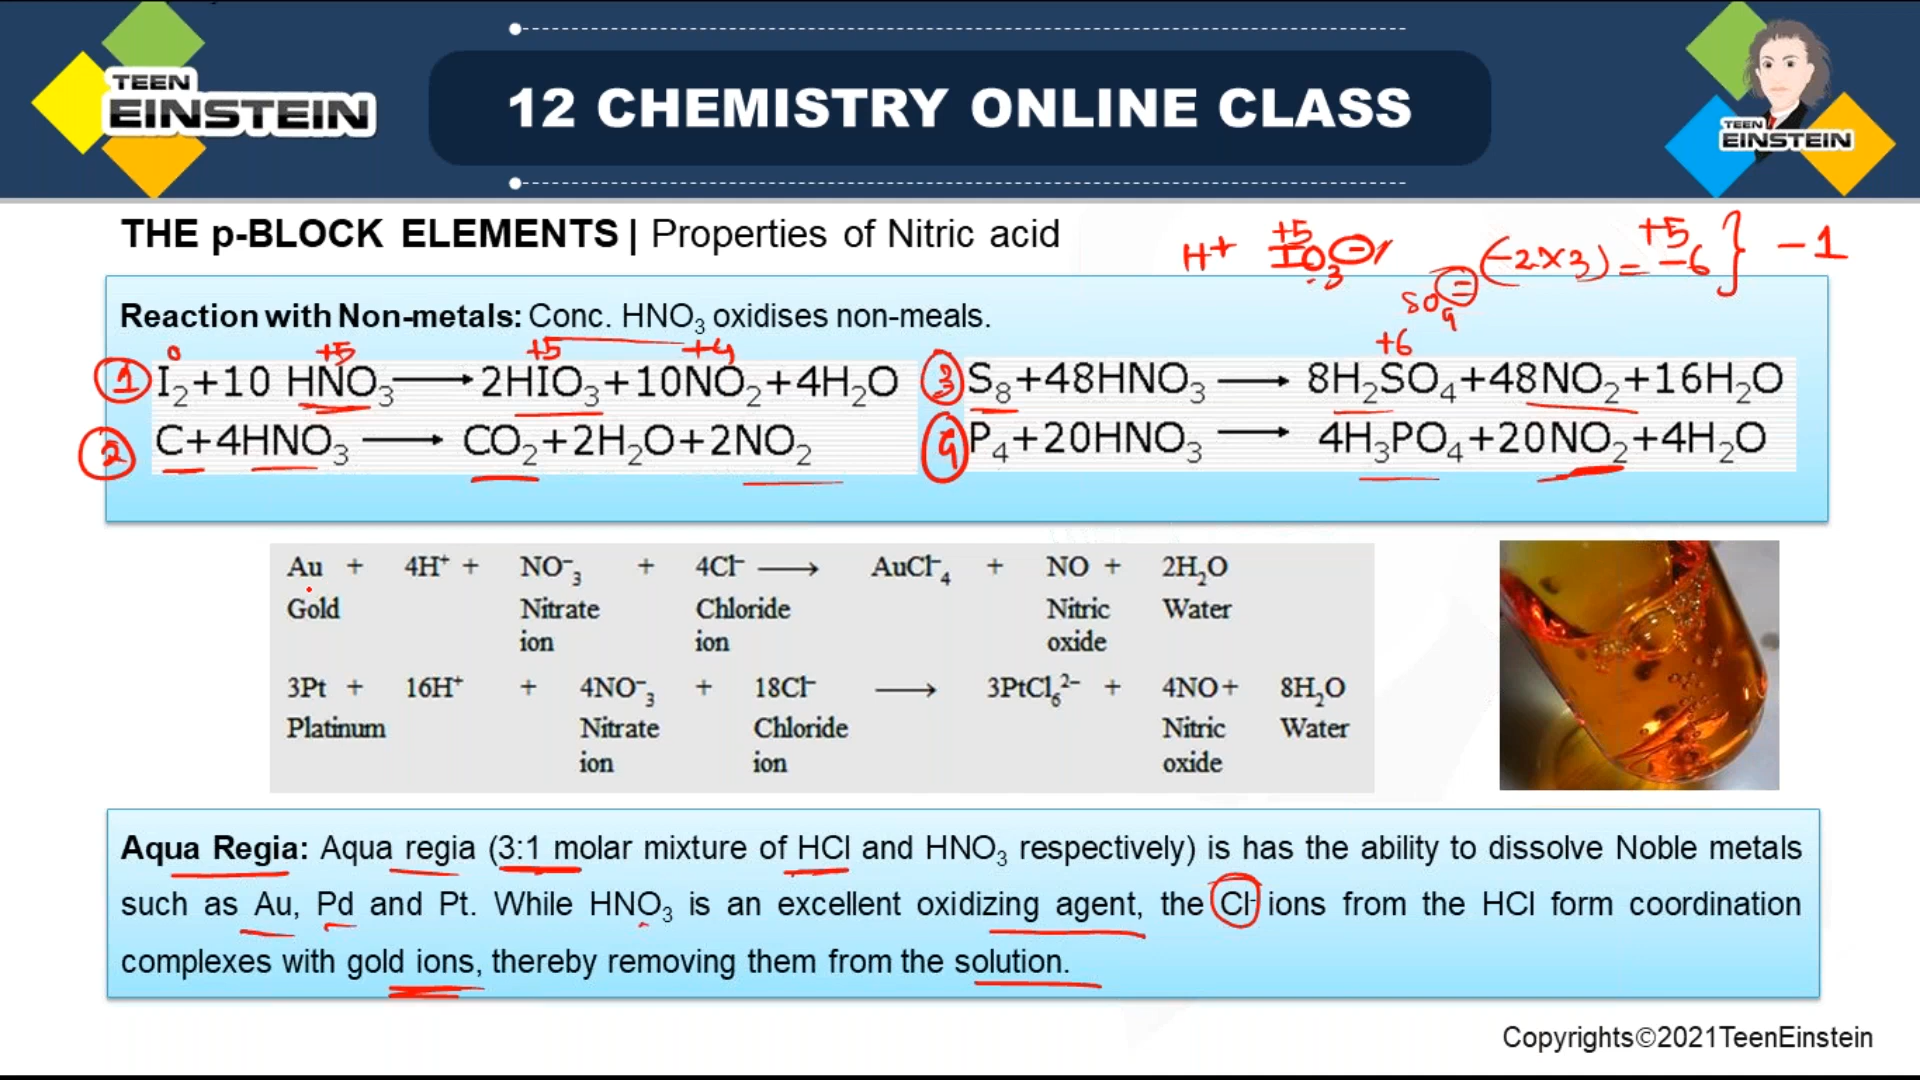 TEEN
EINSTEIN
12 CHEMISTRY ONLINE CLASS
TEEN
EINSTEIN
THE p-BLOCK ELEMENTS | Properties of Nitric acid
H+ +5 IO₃⁻ SO₄= (-2×3) = +5 -6 } -1
Reaction with Non-metals: Conc. HNO₃ oxidises non-meals.
0 +5 +5 +4 +6
① I₂+10 HNO₃⟶2HIO₃+10NO₂+4H₂O
② C+4HNO₃ ⟶ CO₂+2H₂O+2NO₂
③ S₈+48HNO₃ ⟶ 8H₂SO₄+48NO₂+16H₂O
④ P₄+20HNO₃ ⟶ 4H₃PO₄+20NO₂+4H₂O
Au + 4H⁺ + NO⁻₃ + 4Cl⁻ ⟶ AuCl⁻₄ + NO + 2H₂O
Gold Nitrate Chloride Nitric Water
ion ion oxide
3Pt + 16H⁺ + 4NO⁻₃ + 18Cl⁻ ⟶ 3PtCl₆²⁻ + 4NO + 8H₂O
Platinum Nitrate Chloride Nitric Water
ion ion oxide
Aqua Regia: Aqua regia (3:1 molar mixture of HCl and HNO₃ respectively) is has the ability to dissolve Noble metals
such as Au, Pd and Pt. While HNO₃ is an excellent oxidizing agent, the Cl⁻ ions from the HCl form coordination
complexes with gold ions, thereby removing them from the solution.
Copyrights©2021TeenEinstein